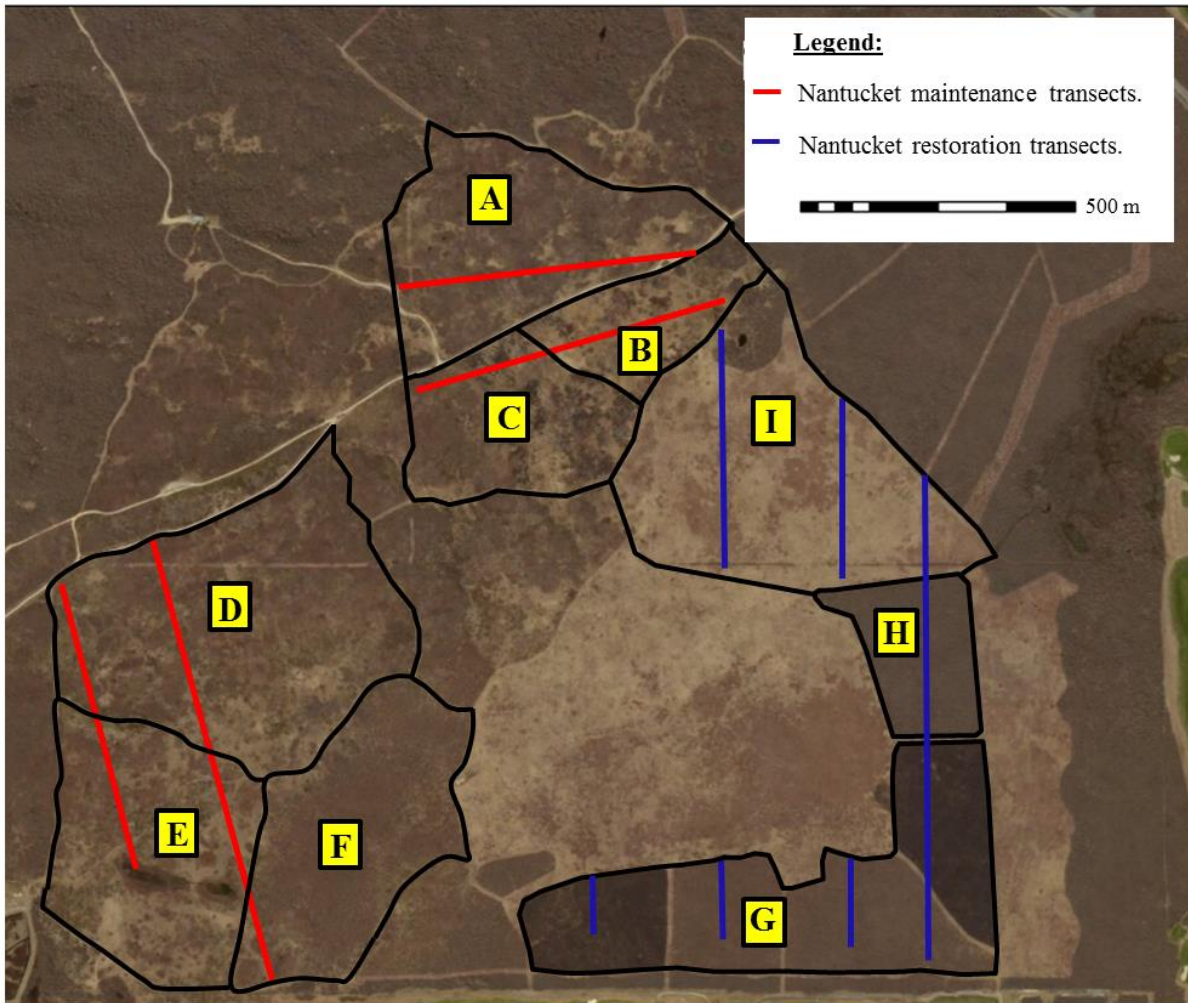 Legend:
Nantucket maintenance transects.
Nantucket restoration transects.
500 m
A
B
C
I
D
H
E
F
G